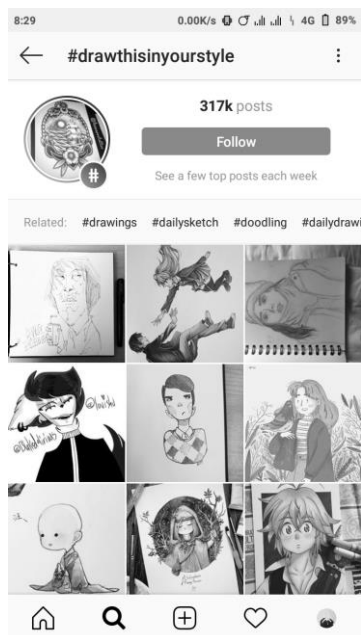 8:29 0.00K/s 4G 89%
#drawthisinyourstyle
317k posts
Follow
#
See a few top posts each week
Related: #drawings #dailysketch #doodling #dailydrawi